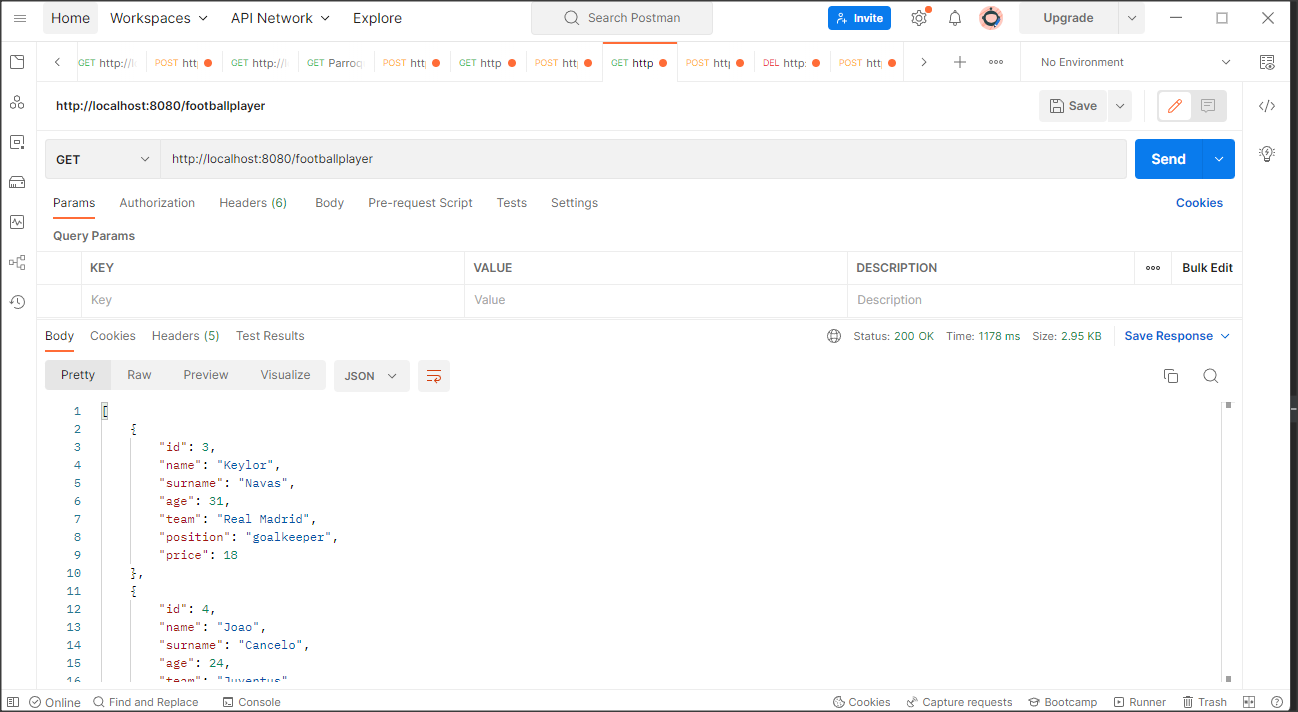 Home Workspaces API Network Explore Search Postman Invite Upgrade
GET http://l POST htt GET http://l GET Parroq POST htt GET http POST htt GET http POST http DEL http: POST htt No Environment
http://localhost:8080/footballplayer Save
GET http://localhost:8080/footballplayer Send
Params Authorization Headers (6) Body Pre-request Script Tests Settings Cookies
Query Params
KEY VALUE DESCRIPTION Bulk Edit
Key Value Description
Body Cookies Headers (5) Test Results Status: 200 OK Time: 1178 ms Size: 2.95 KB Save Response
Pretty Raw Preview Visualize JSON
1 [
2 {
3 "id": 3,
4 "name": "Keylor",
5 "surname": "Navas",
6 "age": 31,
7 "team": "Real Madrid",
8 "position": "goalkeeper",
9 "price": 18
10 },
11 {
12 "id": 4,
13 "name": "Joao",
14 "surname": "Cancelo",
15 "age": 24,
16 "team": "Juventus"
Online Find and Replace Console Cookies Capture requests Bootcamp Runner Trash